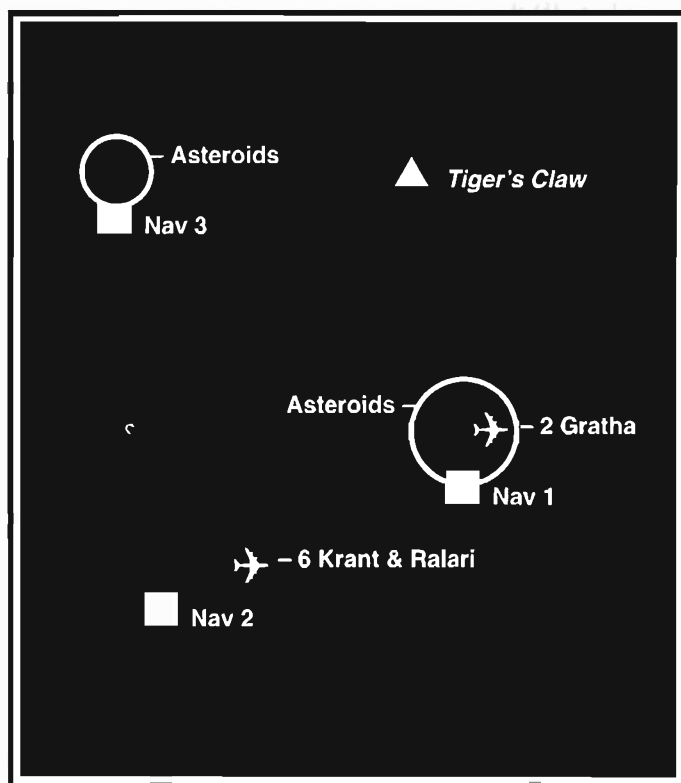 Asteroids
Tiger's Claw
Nav 3
Asteroids
2 Gratha
Nav 1
6 Krant & Ralari
Nav 2